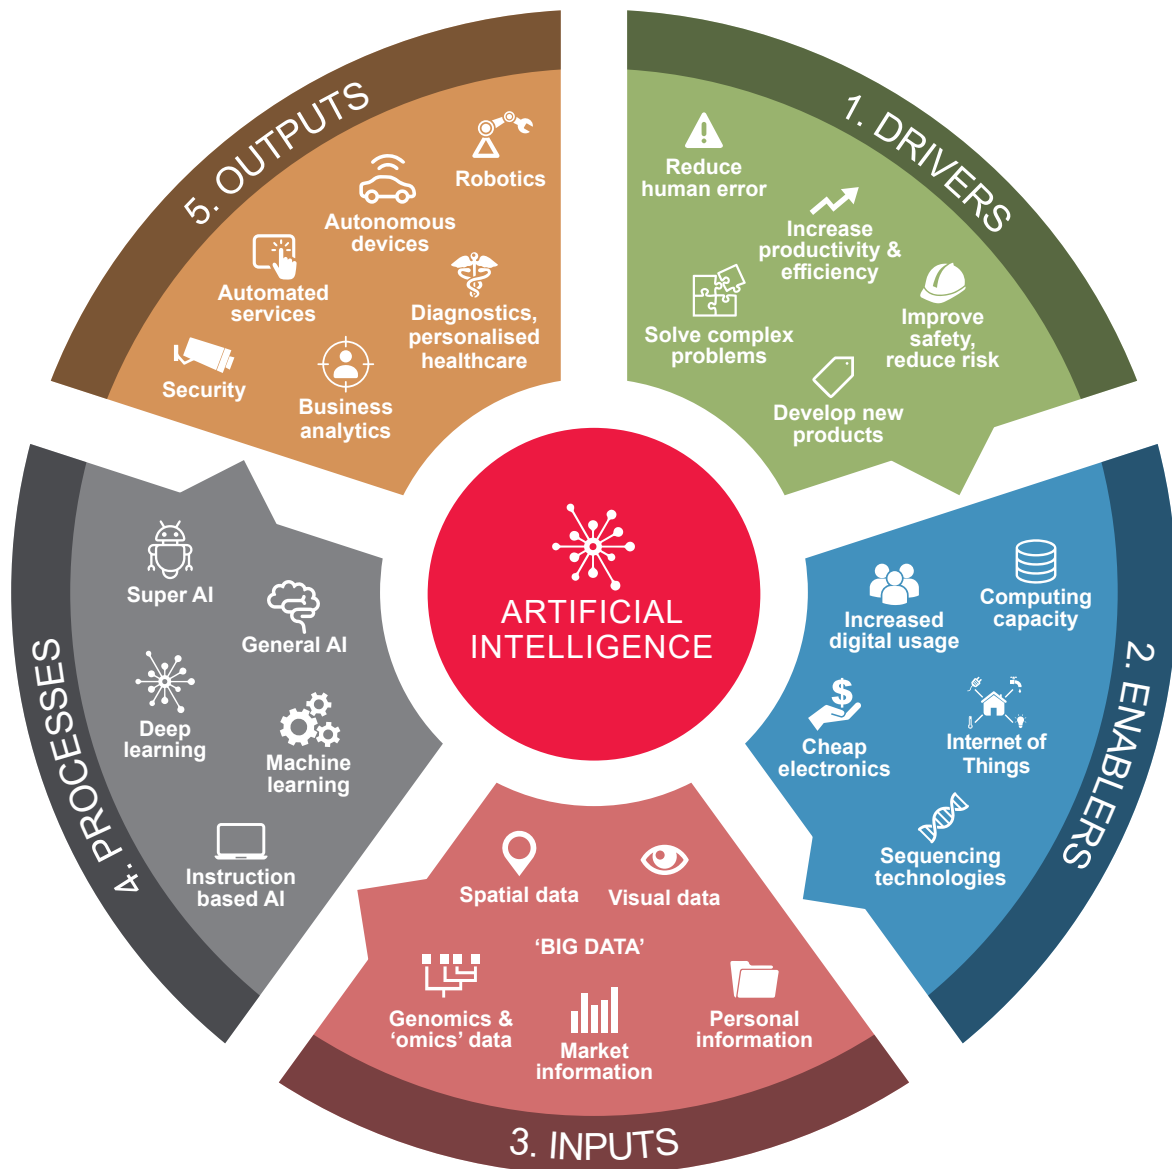 ARTIFICIAL
INTELLIGENCE
1. DRIVERS
Reduce
human error
Increase
productivity &
efficiency
Solve complex
problems
Improve
safety,
reduce risk
Develop new
products
2. ENABLERS
Increased
digital usage
Computing
capacity
$
Cheap
electronics
Internet of
Things
Sequencing
technologies
3. INPUTS
Spatial data
Visual data
‘BIG DATA’
Genomics &
‘omics’ data
Market
information
Personal
information
4. PROCESSES
Super AI
General AI
Deep
learning
Machine
learning
Instruction
based AI
5. OUTPUTS
Robotics
Autonomous
devices
Automated
services
Diagnostics,
personalised
healthcare
Security
Business
analytics